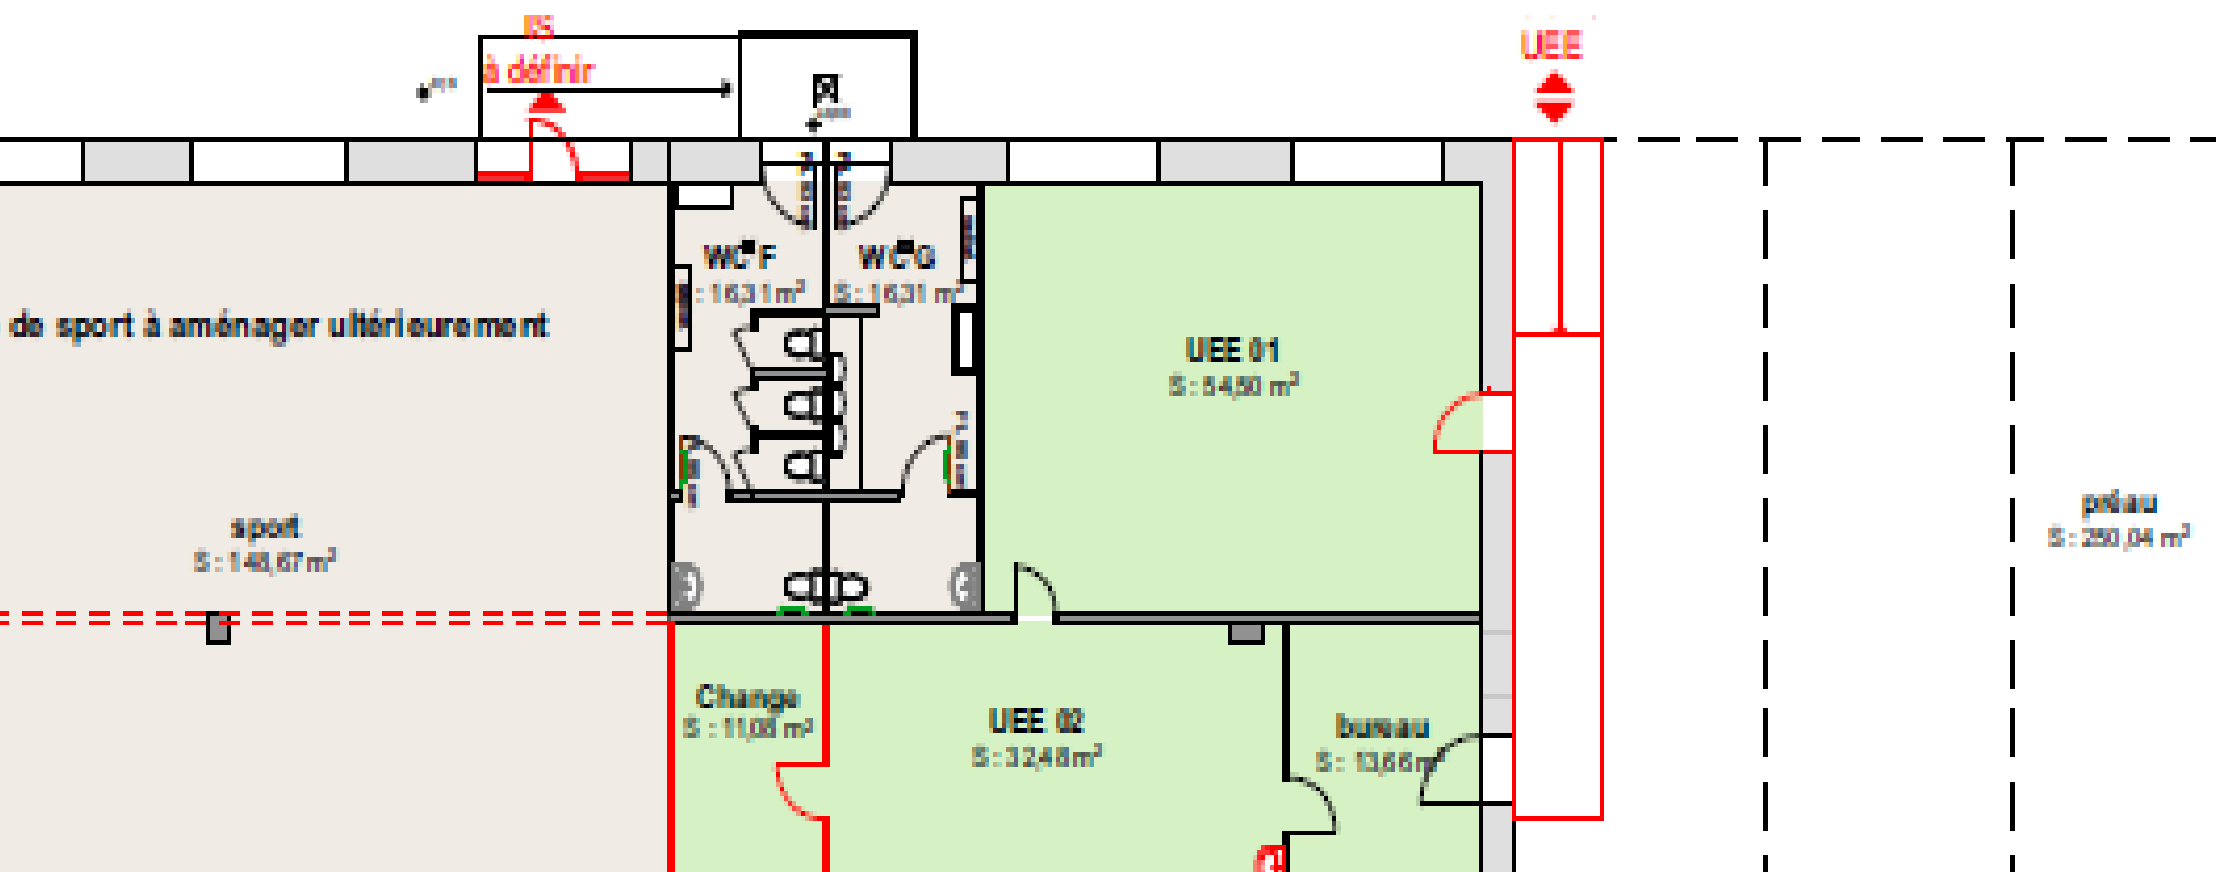 IS
à définir
UEE
WC F
: 16,31 m²
WC G
S : 16,31 m²
de sport à aménager ultérieurement
UEE 01
S : 54,50 m²
sport
S : 148,67 m²
préau
S : 250,04 m²
Change
S : 11,08 m²
UEE 02
S : 32,48 m²
bureau
S : 13,66 m²